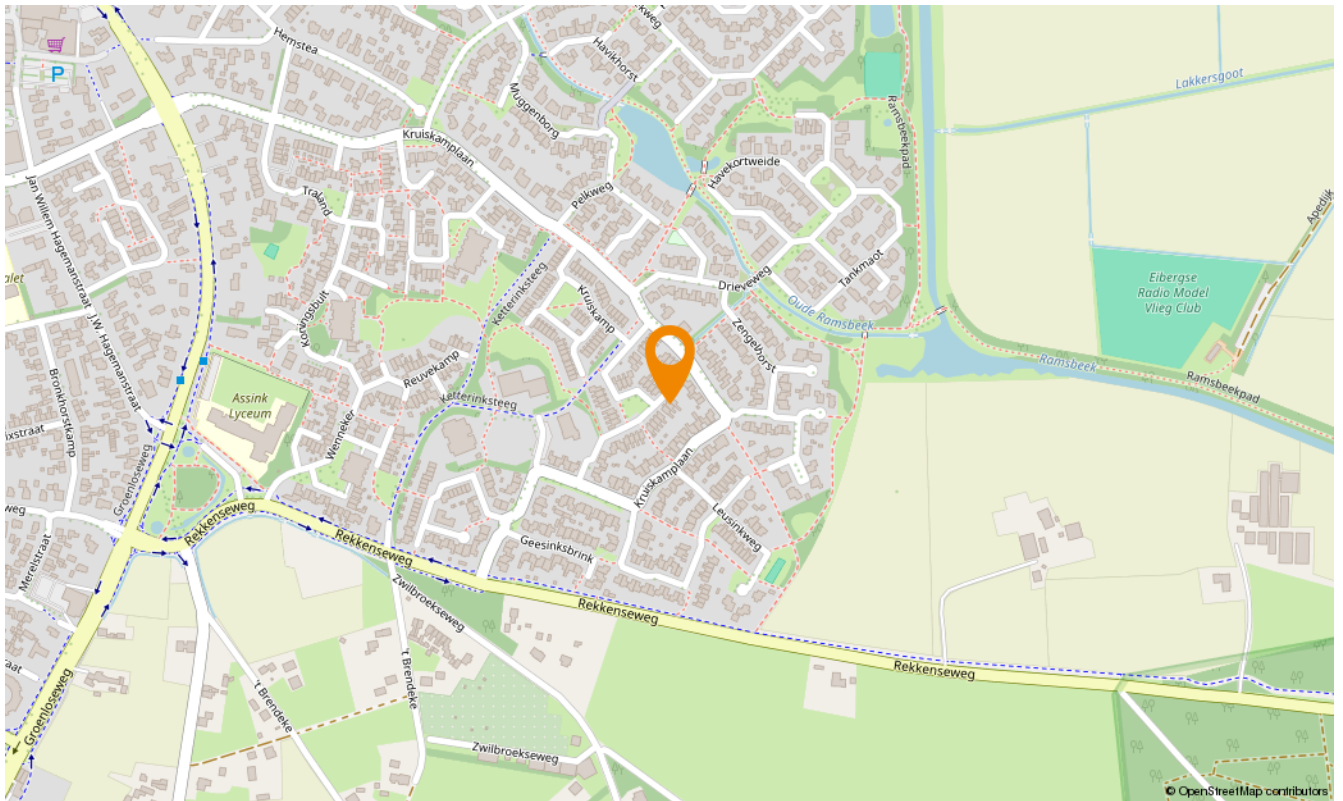 Hemstea
Havikhorst
Lakkersgoot
P
Muggenborg
Ramsbeekpad
Kruiskamplaan
Havekortweide
Jan Willem Hagemanstraat
Traland
Pelkweg
Apedijk
Ketterinksteeg
Drieveweg
Tankmaot
Eibergse
Radio Model
Vlieg Club
Koningsbult
Kruiskamp
Oude Ramsbeek
Zengelhorst
J.W. Hagemanstraat
Reuvekamp
Ramsbeek
Ramsbeekpad
Bronkhorstkamp
Assink
Lyceum
Ketterinksteeg
Wenneker
Groenloseweg
Kruiskamplaan
Leusinkweg
Rekkenseweg
Rekkenseweg
Geesinksbrink
Merelstraat
Zwilbroekseweg
Rekkenseweg
Rekkenseweg
't Brendeke
't Brendeke
Groenloseweg
Zwilbroekseweg
© OpenStreetMap contributors